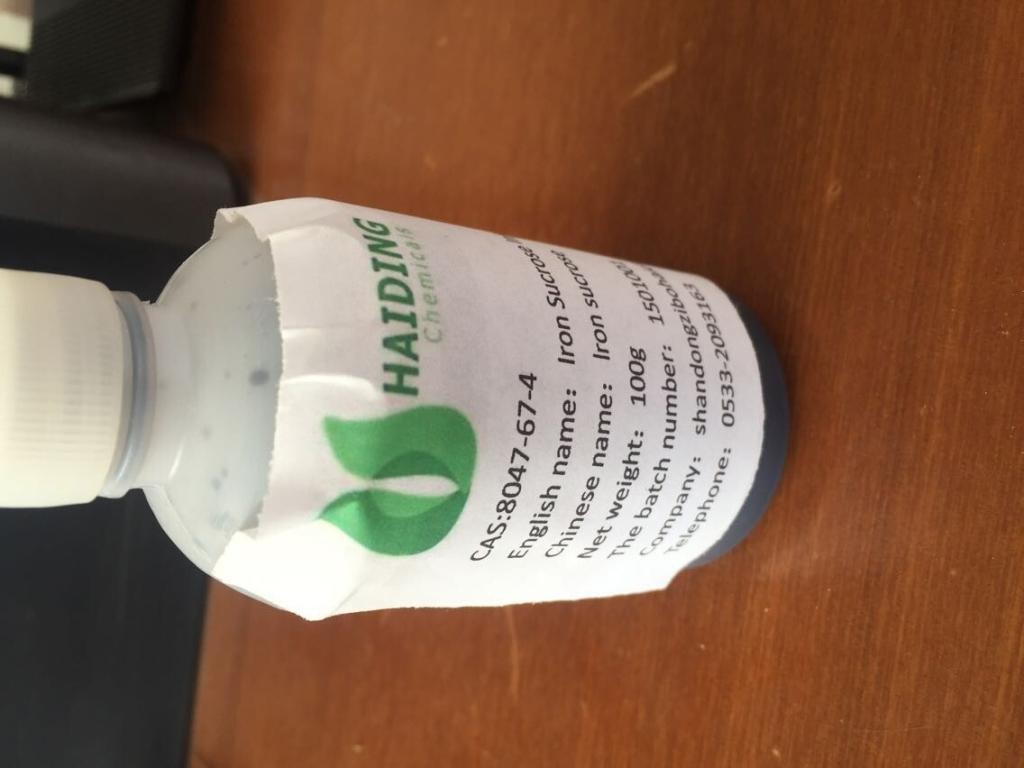 HAIDING
Chemicals
CAS:8047-67-4
English name: Iron Sucrose
Chinese name: Iron sucrose
Net weight: 100g
The batch number:
Company:
Telephone: 0533-2093163